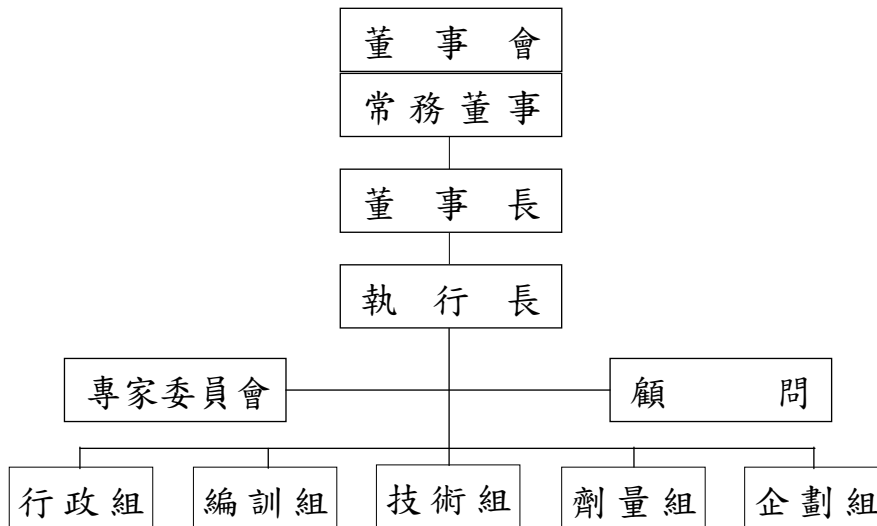 董事會
常務董事
董事長
執行長
專家委員會
顧問
行政組
編訓組
技術組
劑量組
企劃組